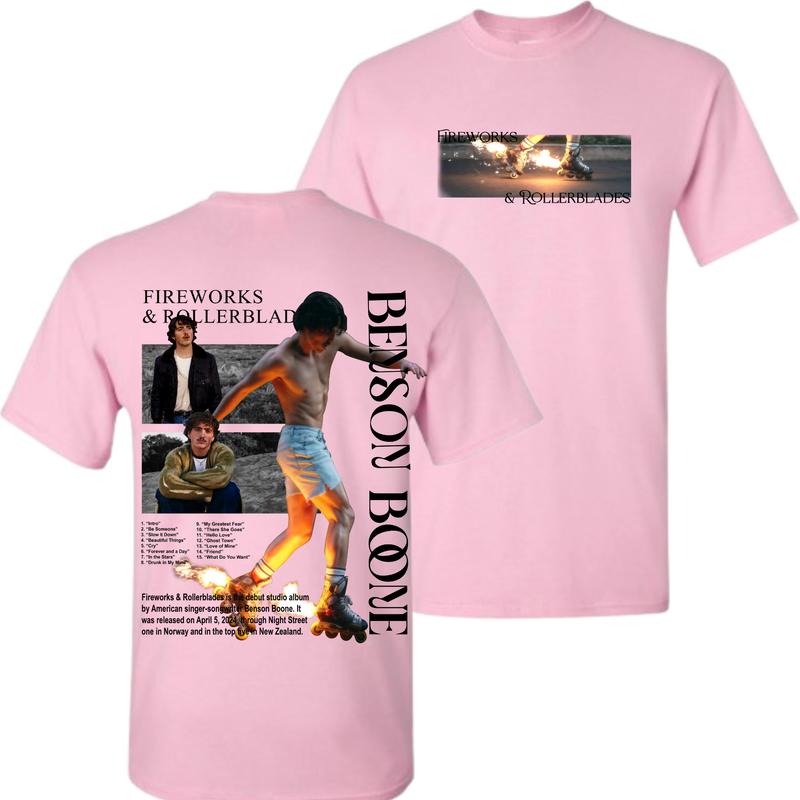 FIREWORKS
& ROLLERBLADES
FIREWORKS
& ROLLERBLAD
BENSON BOONE
1. "Intro"
2. "Be Someone"
3. "Slow It Down"
4. "Beautiful Things"
5. "Cry"
6. "Forever and a Day"
7. "In the Stars"
8. "Drunk in My Mind"
9. "My Greatest Fear"
10. "There She Goes"
11. "Hello Love"
12. "Ghost Town"
13. "Love of Mine"
14. "Friend"
15. "What Do You Want"
Fireworks & Rollerblades is the debut studio album
by American singer-songwriter Benson Boone. It
was released on April 5, 2024, through Night Street
one in Norway and in the top five in New Zealand.